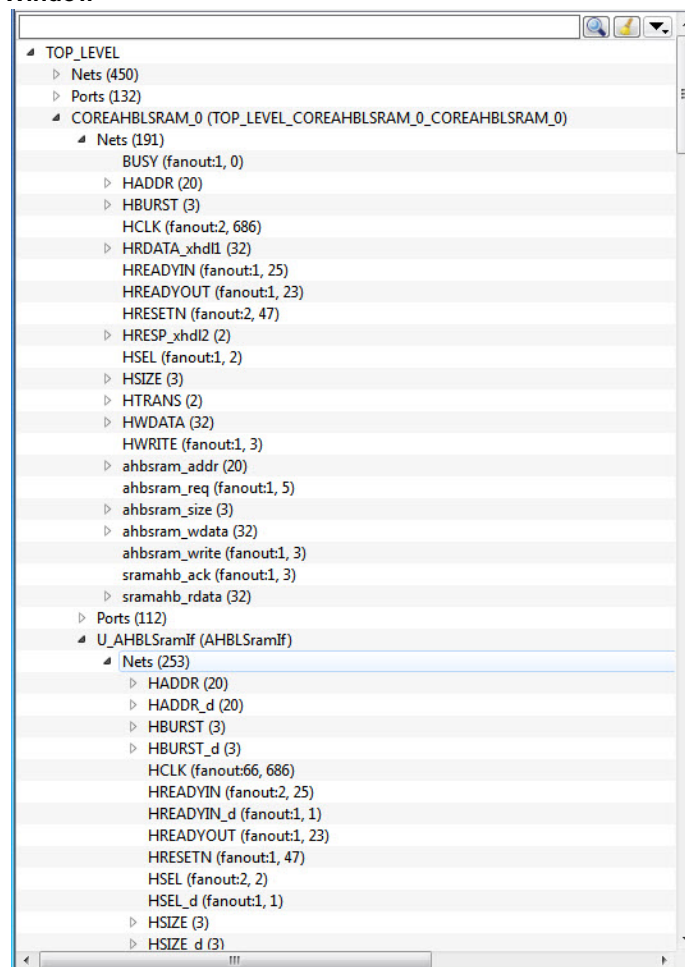 TOP_LEVEL
Nets (450)
Ports (132)
COREAHBLSRAM_0 (TOP_LEVEL_COREAHBLSRAM_0_COREAHBLSRAM_0)
Nets (191)
BUSY (fanout:1, 0)
HADDR (20)
HBURST (3)
HCLK (fanout:2, 686)
HRDATA_xhdl1 (32)
HREADYIN (fanout:1, 25)
HREADYOUT (fanout:1, 23)
HRESETN (fanout:2, 47)
HRESP_xhdl2 (2)
HSEL (fanout:1, 2)
HSIZE (3)
HTRANS (2)
HWDATA (32)
HWRITE (fanout:1, 3)
ahbsram_addr (20)
ahbsram_req (fanout:1, 5)
ahbsram_size (3)
ahbsram_wdata (32)
ahbsram_write (fanout:1, 3)
sramahb_ack (fanout:1, 3)
sramahb_rdata (32)
Ports (112)
U_AHBLSramIf (AHBLSramIf)
Nets (253)
HADDR (20)
HADDR_d (20)
HBURST (3)
HBURST_d (3)
HCLK (fanout:66, 686)
HREADYIN (fanout:2, 25)
HREADYIN_d (fanout:1, 1)
HREADYOUT (fanout:1, 23)
HRESETN (fanout:1, 47)
HSEL (fanout:2, 2)
HSEL_d (fanout:1, 1)
HSIZE (3)
HSIZE_d (3)